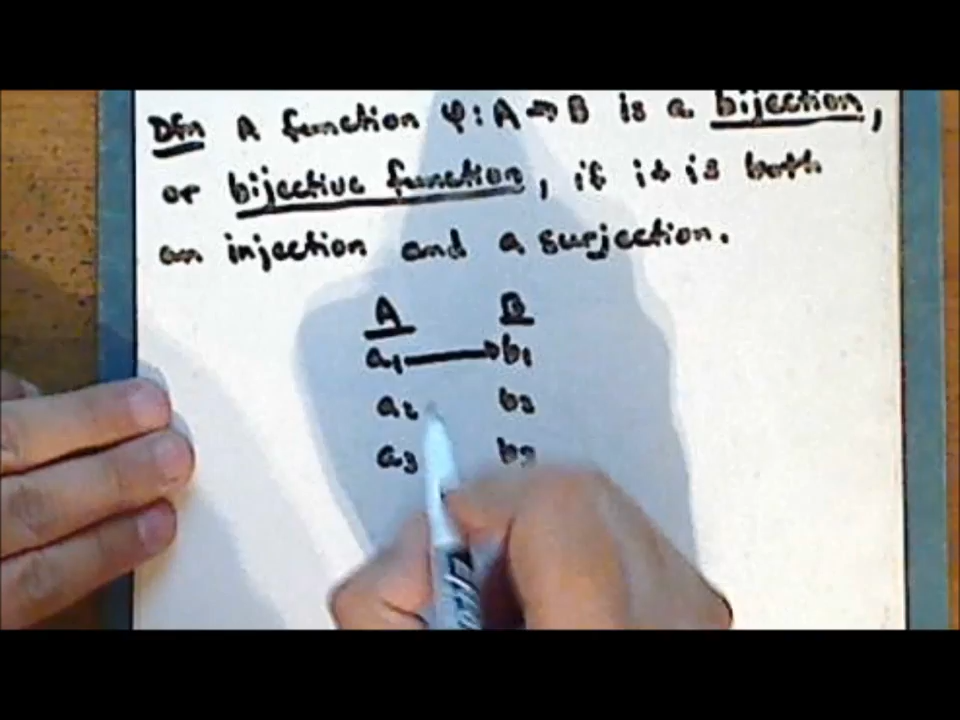 Dfn A function φ: A → B is a bijection,
or bijective function, if it is both
an injection and a surjection.
A B
a₁ → b₁
a₂ b₂
a₃ b₃